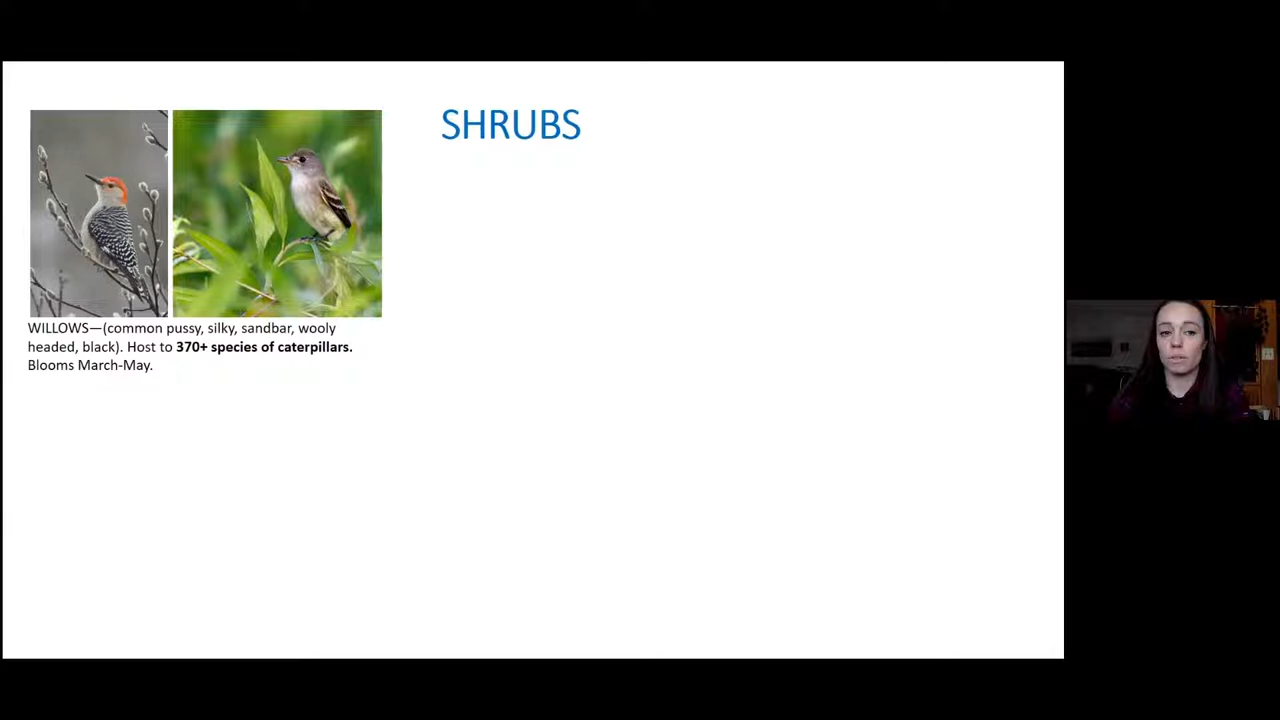 SHRUBS
WILLOWS—(common pussy, silky, sandbar, wooly
headed, black). Host to 370+ species of caterpillars.
Blooms March-May.